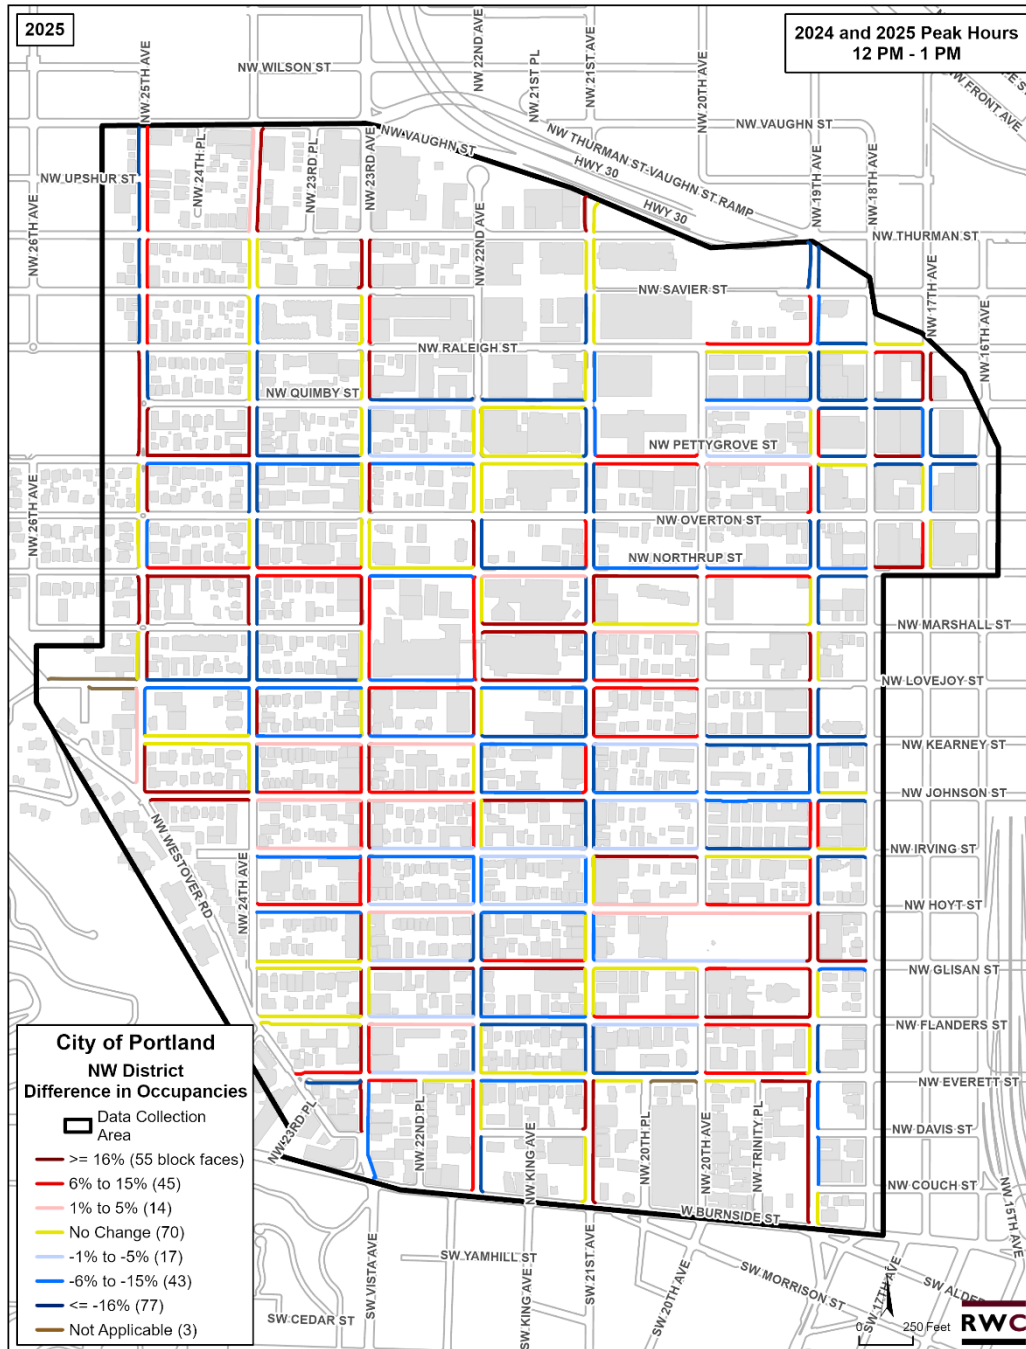 2025
2024 and 2025 Peak Hours
12 PM - 1 PM
NW WILSON ST
NW 25TH AVE
NW 22ND AVE
NW 21ST PL
NW 21ST AVE
NW 20TH AVE
NW FRONT AVE
NW VAUGHN ST
NW VAUGHN ST
NW THURMAN ST-VAUGHN ST RAMP
HWY 30
HWY 30
NW UPSHUR ST
NW 24TH PL
NW 23RD PL
NW 23RD AVE
NW 26TH AVE
NW 22ND AVE
NW 19TH AVE
NW 18TH AVE
NW THURMAN ST
NW SAVIER ST
NW 17TH AVE
NW 16TH AVE
NW RALEIGH ST
NW QUIMBY ST
NW PETTYGROVE ST
NW 26TH AVE
NW OVERTON ST
NW NORTHRUP ST
NW MARSHALL ST
NW LOVEJOY ST
NW KEARNEY ST
NW JOHNSON ST
NW WESTOVER RD
NW IRVING ST
NW 24TH AVE
NW HOYT ST
NW GLISAN ST
NW FLANDERS ST
NW EVERETT ST
NW 23RD PL
NW 22ND PL
NW KING AVE
NW 20TH PL
NW 20TH AVE
NW TRINITY PL
NW DAVIS ST
NW COUCH ST
NW 15TH AVE
W BURNSIDE ST
SW VISTA AVE
SW YAMHILL ST
SW KING AVE
SW 21ST AVE
SW 20TH AVE
SW MORRISON ST
SW 17TH AVE
SW ALDE
SW CEDAR ST
City of Portland
NW District
Difference in Occupancies
Data Collection
Area
>= 16% (55 block faces)
6% to 15% (45)
1% to 5% (14)
No Change (70)
-1% to -5% (17)
-6% to -15% (43)
<= -16% (77)
Not Applicable (3)
0 250 Feet
RWC